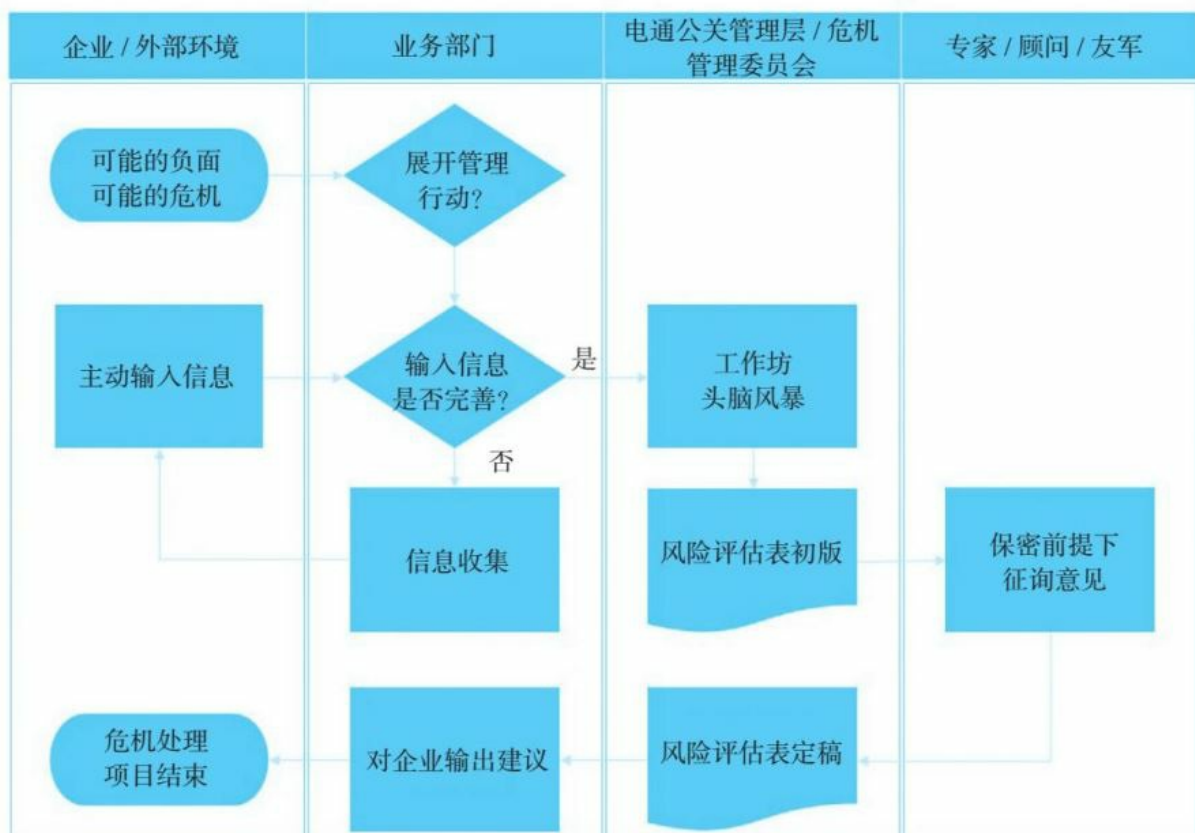 企业 / 外部环境
业务部门
电通公关管理层 / 危机
管理委员会
专家 / 顾问 / 友军
可能的负面
可能的危机
展开管理
行动?
主动输入信息
输入信息
是否完善?
是
工作坊
头脑风暴
否
信息收集
风险评估表初版
保密前提下
征询意见
危机处理
项目结束
对企业输出建议
风险评估表定稿